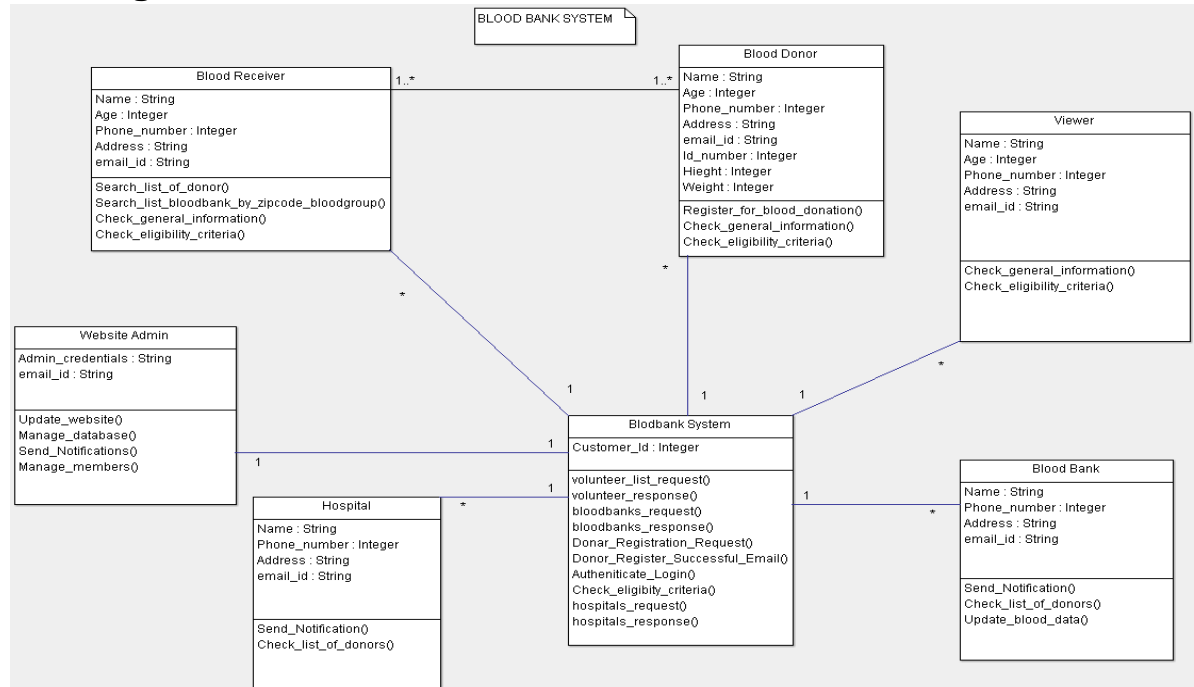 BLOOD BANK SYSTEM
Blood Receiver
Name : String
Age : Integer
Phone_number : Integer
Address : String
email_id : String
Search_list_of_donor()
Search_list_bloodbank_by_zipcode_bloodgroup()
Check_general_information()
Check_eligibility_criteria()
1..*
1..*
Blood Donor
Name : String
Age : Integer
Phone_number : Integer
Address : String
email_id : String
Id_number : Integer
Hieght : Integer
Weight : Integer
Register_for_blood_donation()
Check_general_information()
Check_eligibility_criteria()
Viewer
Name : String
Age : Integer
Phone_number : Integer
Address : String
email_id : String
Check_general_information()
Check_eligibility_criteria()
*
*
*
Website Admin
Admin_credentials : String
email_id : String
Update_website()
Manage_database()
Send_Notifications()
Manage_members()
1
1
1
1
1
Blodbank System
Customer_Id : Integer
volunteer_list_request()
volunteer_response()
bloodbanks_request()
bloodbanks_response()
Donar_Registration_Request()
Donor_Register_Successful_Email()
Autheniticate_Login()
Check_eligibity_criteria()
hospitals_request()
hospitals_response()
Hospital
Name : String
Phone_number : Integer
Address : String
email_id : String
Send_Notification()
Check_list_of_donors()
*
1
1
*
Blood Bank
Name : String
Phone_number : Integer
Address : String
email_id : String
Send_Notification()
Check_list_of_donors()
Update_blood_data()